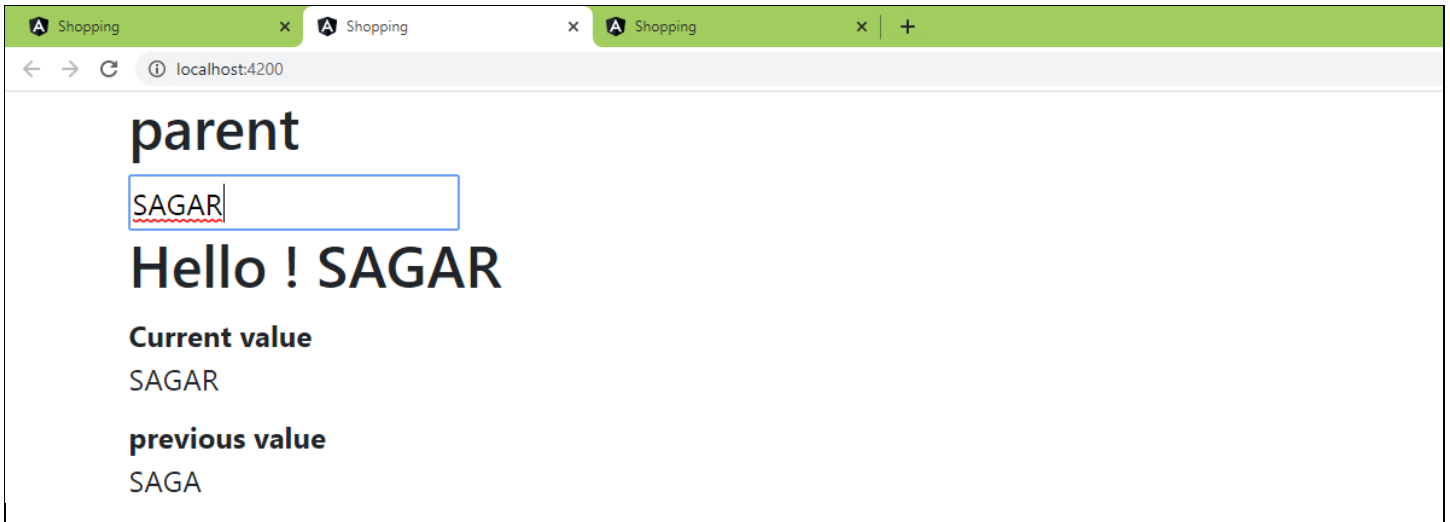 Shopping Shopping Shopping
localhost:4200
parent
SAGAR
Hello ! SAGAR
Current value
SAGAR
previous value
SAGA